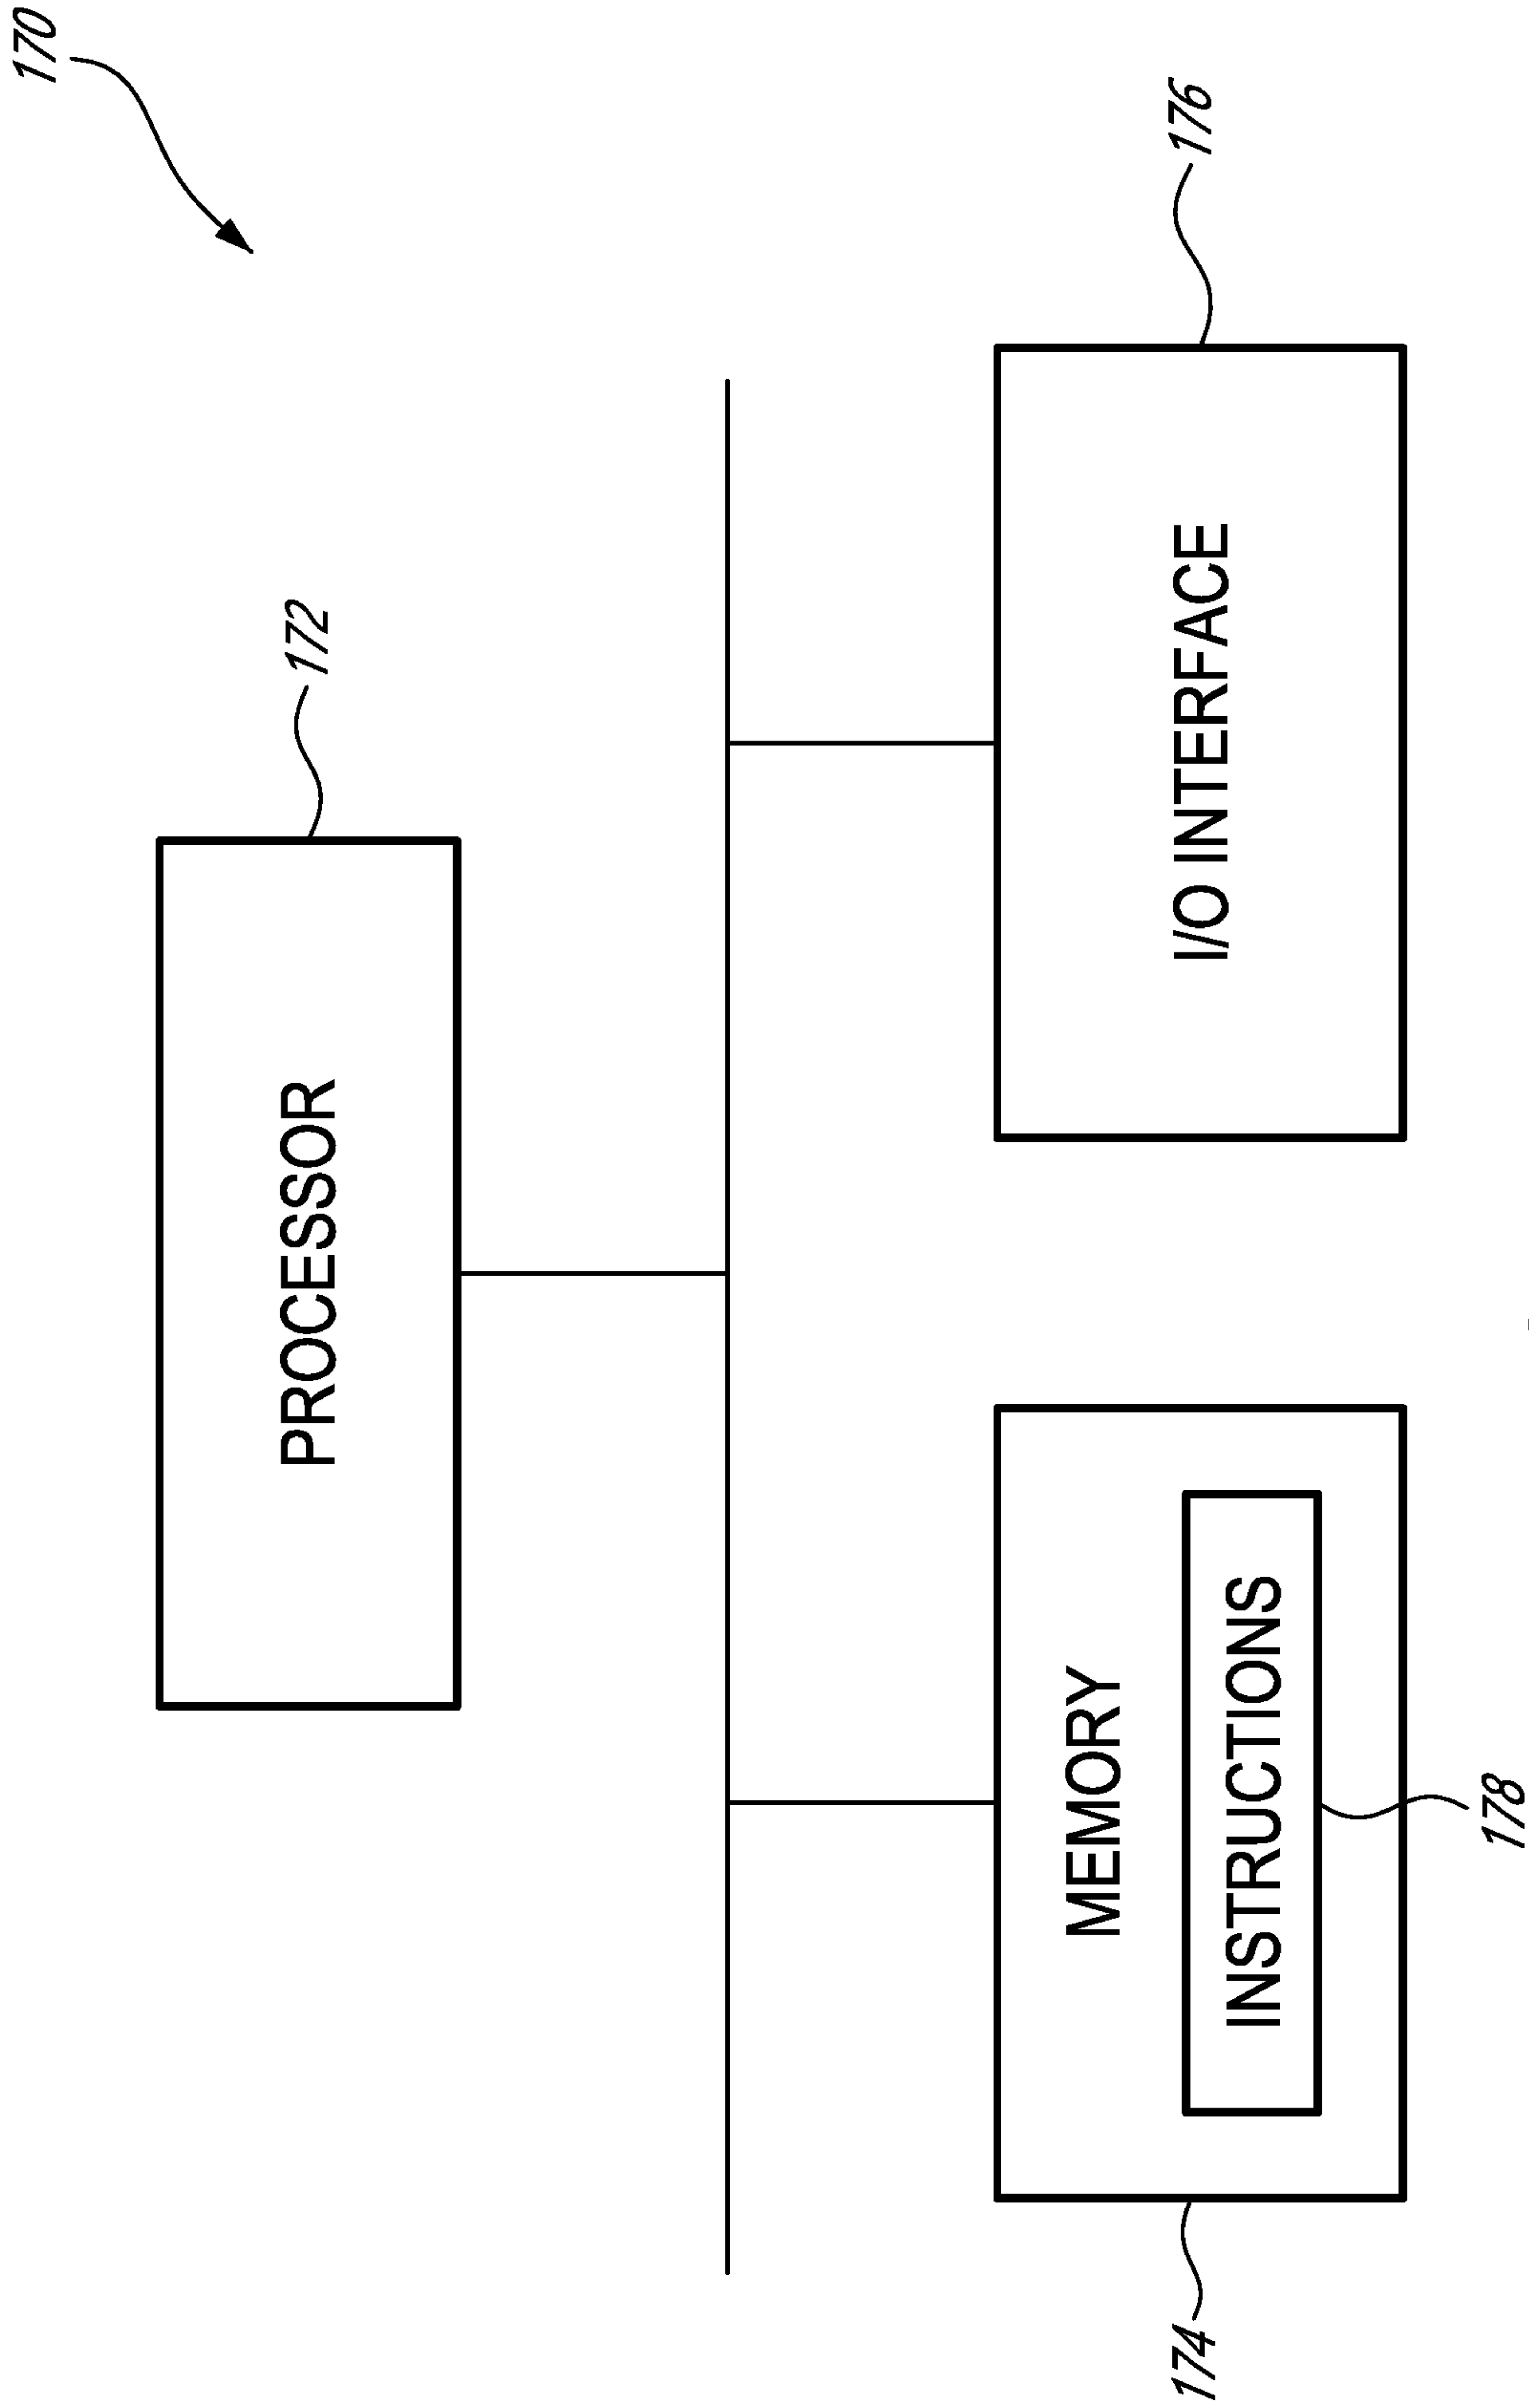 170
172
PROCESSOR
176
I/O INTERFACE
174
MEMORY
INSTRUCTIONS
178